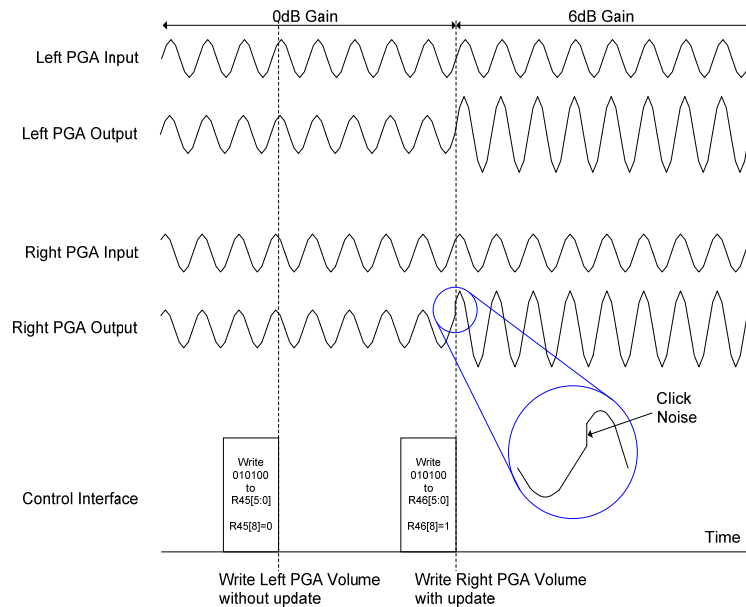 0dB Gain
6dB Gain
Left PGA Input
Left PGA Output
Right PGA Input
Right PGA Output
Click
Noise
Control Interface
Write
010100
to
R45[5:0]
R45[8]=0
Write
010100
to
R46[5:0]
R46[8]=1
Time
Write Left PGA Volume
without update
Write Right PGA Volume
with update